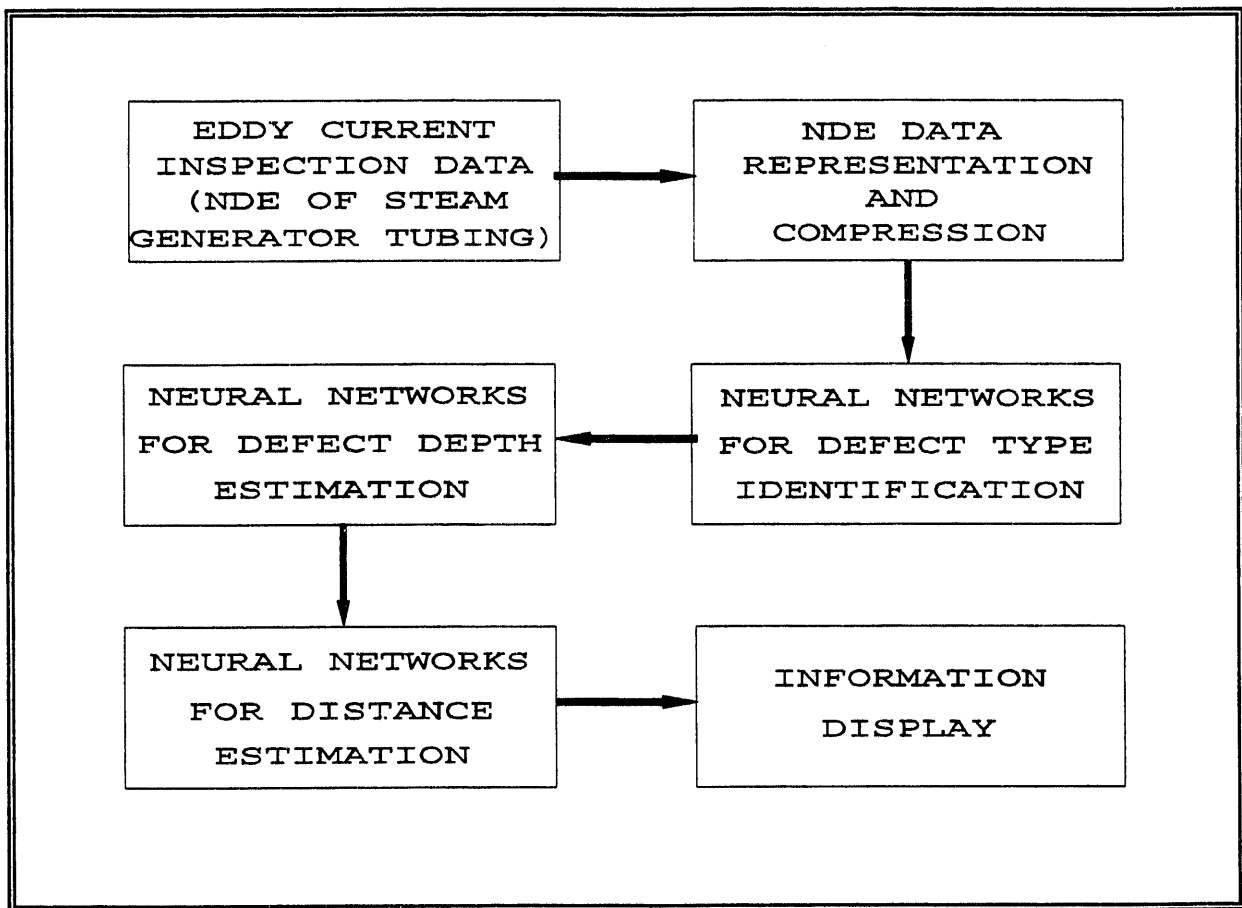 EDDY CURRENT
INSPECTION DATA
(NDE OF STEAM
GENERATOR TUBING)
NDE DATA
REPRESENTATION
AND
COMPRESSION
NEURAL NETWORKS
FOR DEFECT TYPE
IDENTIFICATION
NEURAL NETWORKS
FOR DEFECT DEPTH
ESTIMATION
NEURAL NETWORKS
FOR DISTANCE
ESTIMATION
INFORMATION
DISPLAY